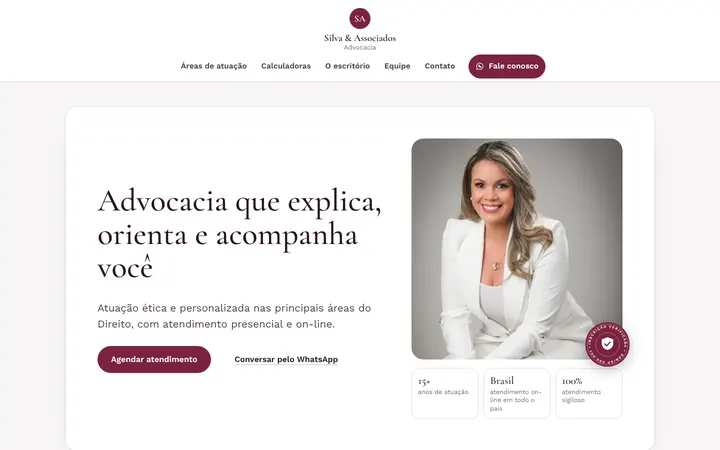 SA
Silva & Associados
Advocacia
Áreas de atuação Calculadoras O escritório Equipe Contato Fale conosco
Advocacia que explica,
orienta e acompanha
você
Atuação ética e personalizada nas principais áreas do
Direito, com atendimento presencial e on-line.
Agendar atendimento Conversar pelo WhatsApp
INSCRIÇÃO VERIFICADA
15+
anos de atuação
Brasil
atendimento on-
line em todo o
país
100%
atendimento
sigiloso